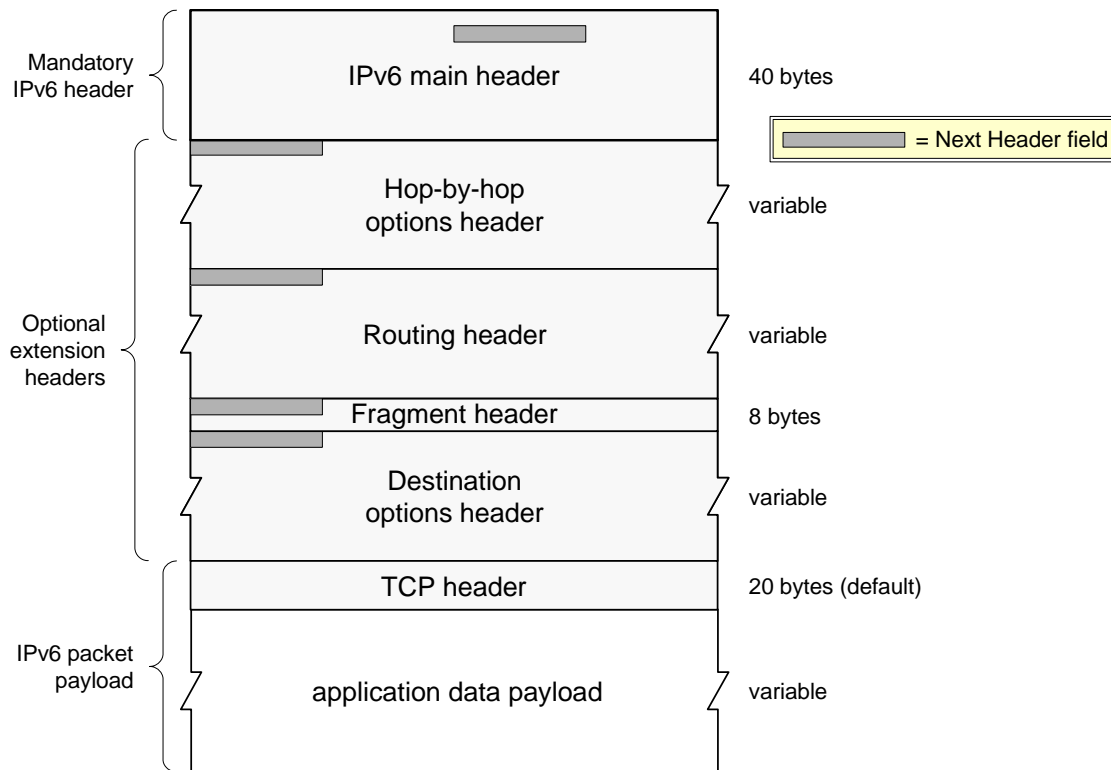 Mandatory
IPv6 header
IPv6 main header
40 bytes
= Next Header field
Hop-by-hop
options header
variable
Optional
extension
headers
Routing header
variable
Fragment header
8 bytes
Destination
options header
variable
TCP header
20 bytes (default)
IPv6 packet
payload
application data payload
variable